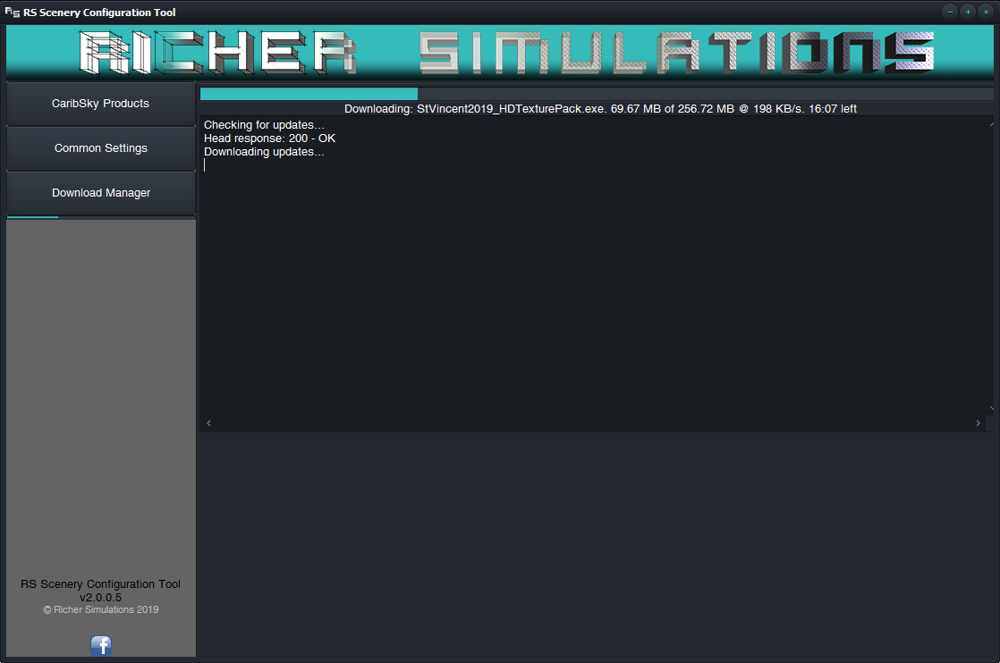 RS RS Scenery Configuration Tool
RICHER SIMULATIONS
CaribSky Products
Common Settings
Download Manager
Downloading: StVincent2019_HDTexturePack.exe. 69.67 MB of 256.72 MB @ 198 KB/s. 16:07 left
Checking for updates...
Head response: 200 - OK
Downloading updates...
RS Scenery Configuration Tool
v2.0.0.5
© Richer Simulations 2019
f